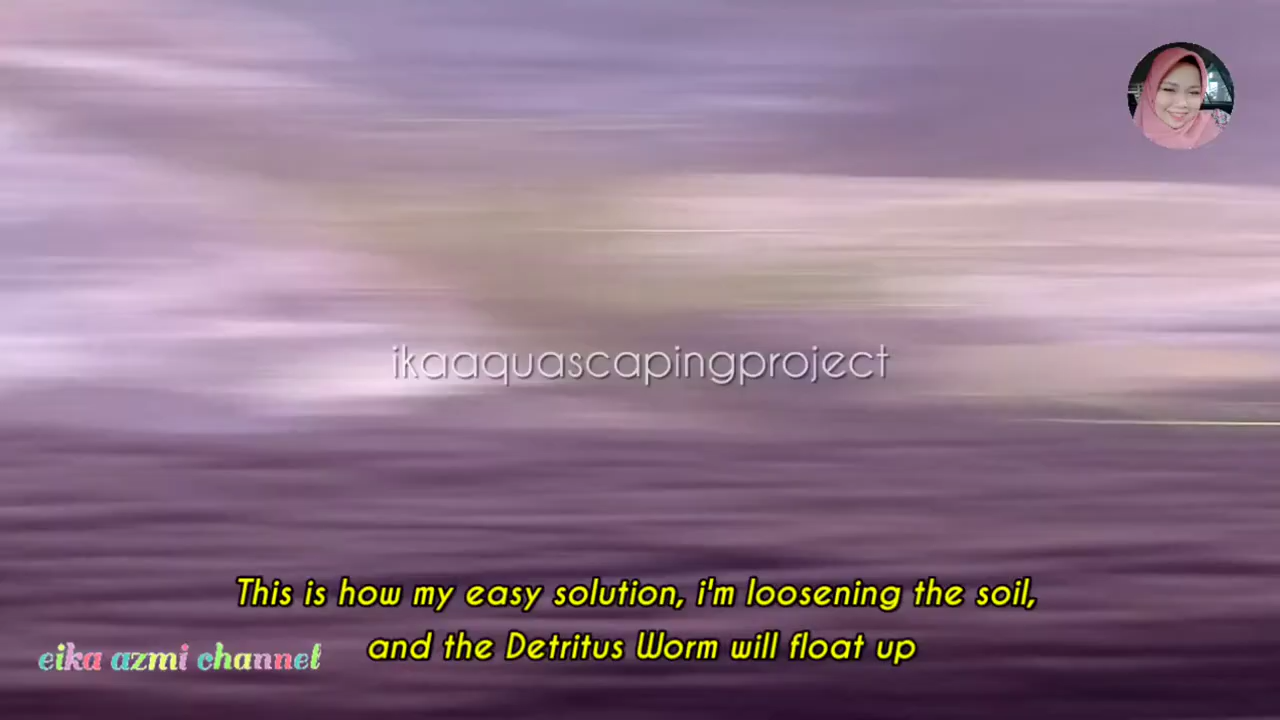 ikaaquascapingproject
This is how my easy solution, i'm loosening the soil,
and the Detritus Worm will float up
eika azmi channel